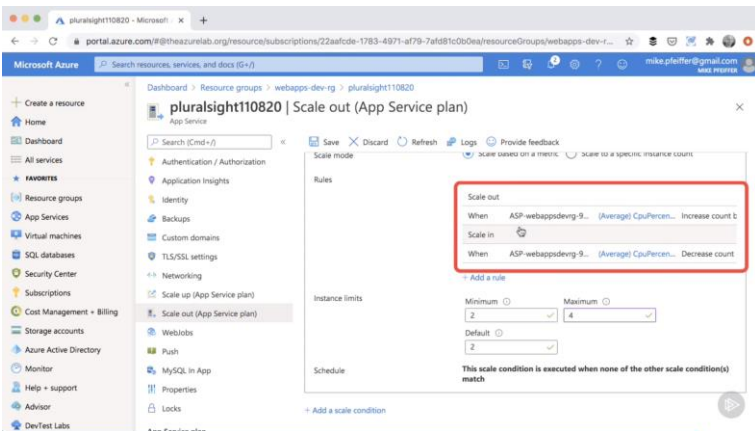 pluralsight110820 - Microsoft
portal.azure.com/#@theazurelab.org/resource/subscriptions/22aafcde-1783-4971-af79-7afd81c0b0ea/resourceGroups/webapps-dev-r...
Microsoft Azure
Search resources, services, and docs (G+/)
mike.pfeiffer@gmail.com
MIKE PFEIFFER
Create a resource
Home
Dashboard
All services
FAVORITES
Resource groups
App Services
Virtual machines
SQL databases
Security Center
Subscriptions
Cost Management + Billing
Storage accounts
Azure Active Directory
Monitor
Help + support
Advisor
DevTest Labs
Dashboard > Resource groups > webapps-dev-rg > pluralsight110820
pluralsight110820 | Scale out (App Service plan)
App Service
Search (Cmd+/)
Authentication / Authorization
Application Insights
Identity
Backups
Custom domains
TLS/SSL settings
Networking
Scale up (App Service plan)
Scale out (App Service plan)
WebJobs
Push
MySQL In App
Properties
Locks
App Service plan
Save Discard Refresh Logs Provide feedback
Scale mode Scale based on a metric Scale to a specific instance count
Rules
Scale out
When ASP-webappsdevrg-9... (Average) CpuPercen... Increase count b
Scale in
When ASP-webappsdevrg-9... (Average) CpuPercen... Decrease count
+ Add a rule
Instance limits
Minimum Maximum
2 4
Default
2
Schedule
This scale condition is executed when none of the other scale condition(s)
match
+ Add a scale condition